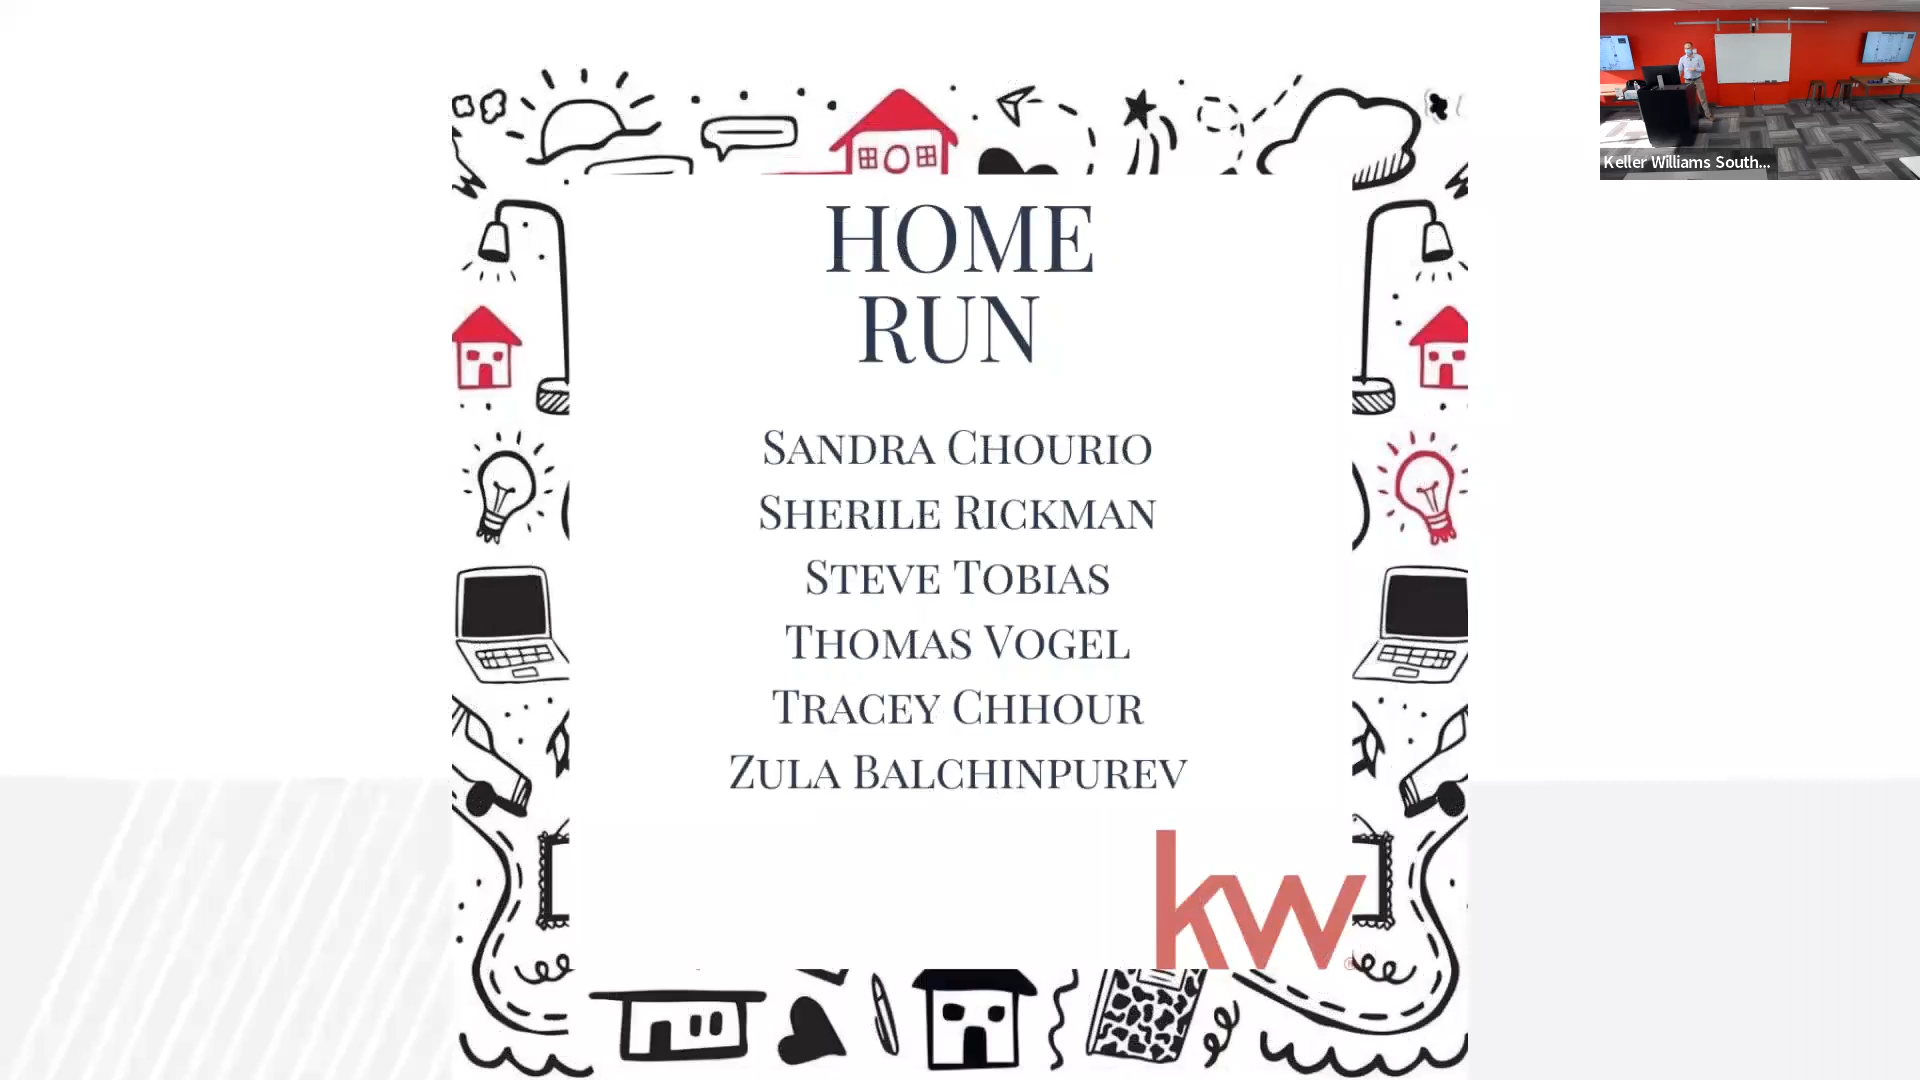 HOME
RUN
SANDRA CHOURIO
SHERILE RICKMAN
STEVE TOBIAS
THOMAS VOGEL
TRACEY CHHOUR
ZULA BALCHINPUREV
kw®
Keller Williams South...